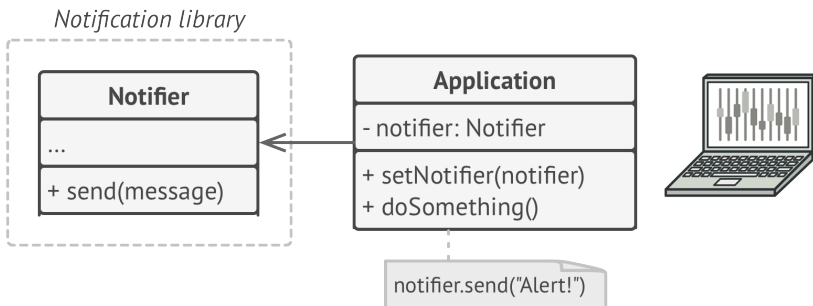 Notification library
Notifier
...
+ send(message)
Application
- notifier: Notifier
+ setNotifier(notifier)
+ doSomething()
notifier.send("Alert!")